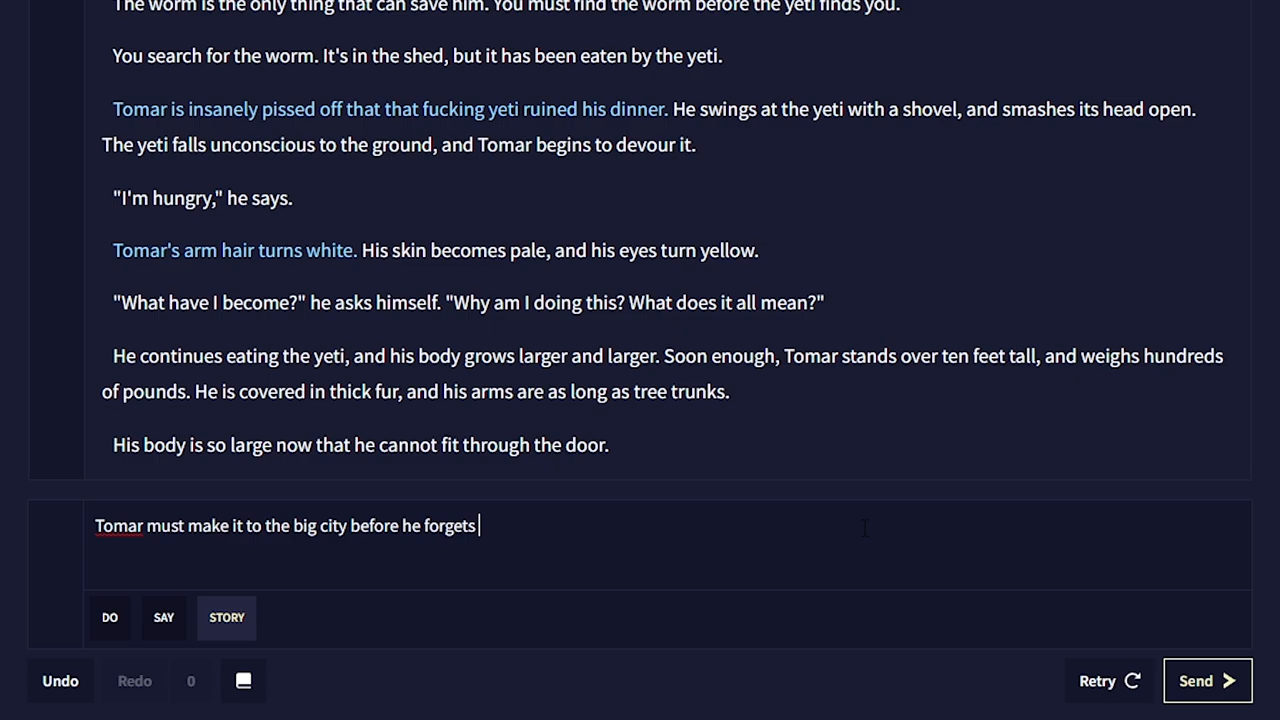 The worm is the only thing that can save him. You must find the worm before the yeti finds you.
You search for the worm. It's in the shed, but it has been eaten by the yeti.
Tomar is insanely pissed off that that fucking yeti ruined his dinner. He swings at the yeti with a shovel, and smashes its head open.
The yeti falls unconscious to the ground, and Tomar begins to devour it.
"I'm hungry," he says.
Tomar's arm hair turns white. His skin becomes pale, and his eyes turn yellow.
"What have I become?" he asks himself. "Why am I doing this? What does it all mean?"
He continues eating the yeti, and his body grows larger and larger. Soon enough, Tomar stands over ten feet tall, and weighs hundreds
of pounds. He is covered in thick fur, and his arms are as long as tree trunks.
His body is so large now that he cannot fit through the door.
Tomar must make it to the big city before he forgets
DO SAY STORY
Undo Redo 0 Retry Send